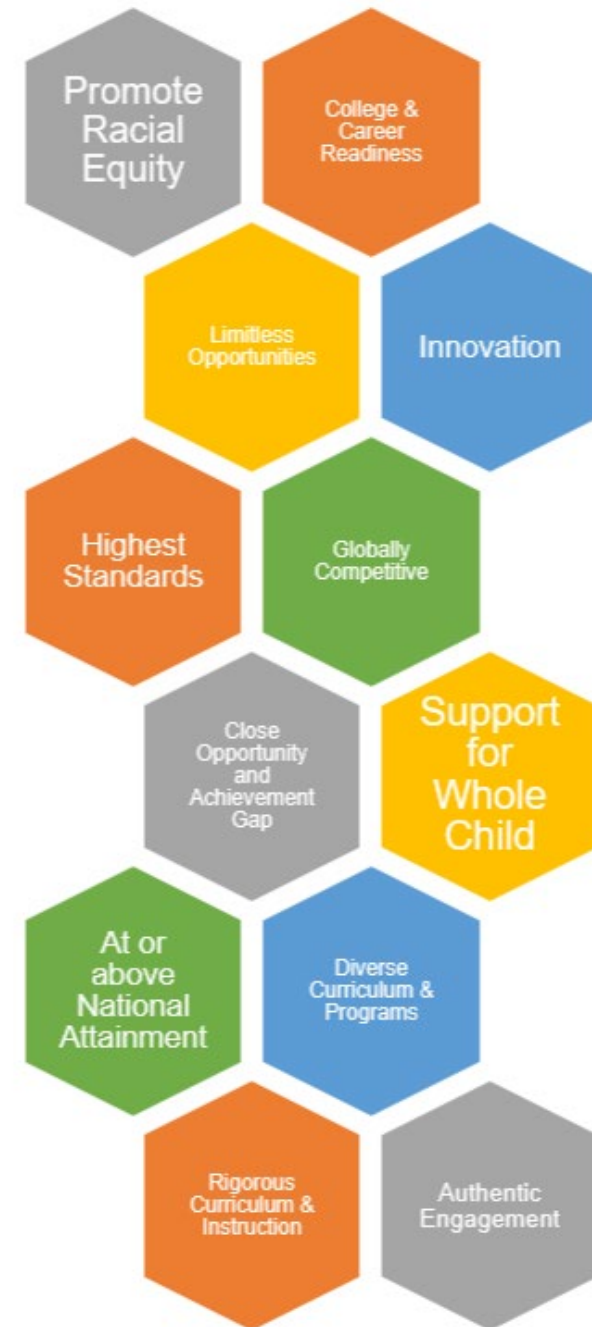 Promote
Racial
Equity
College &
Career
Readiness
Limitless
Opportunities
Innovation
Highest
Standards
Globally
Competitive
Close
Opportunity
and
Achievement
Gap
Support
for
Whole
Child
At or
above
National
Attainment
Diverse
Curriculum &
Programs
Rigorous
Curriculum &
Instruction
Authentic
Engagement